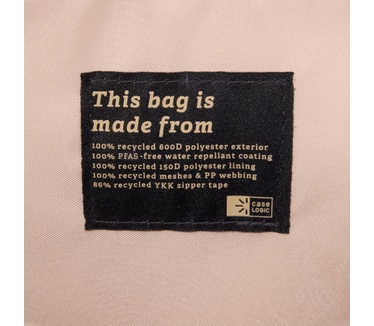 This bag is
made from
100% recycled 600D polyester exterior
100% PFAS-free water repellant coating
100% recycled 150D polyester lining
100% recycled meshes & PP webbing
86% recycled YKK zipper tape
case
LOGIC